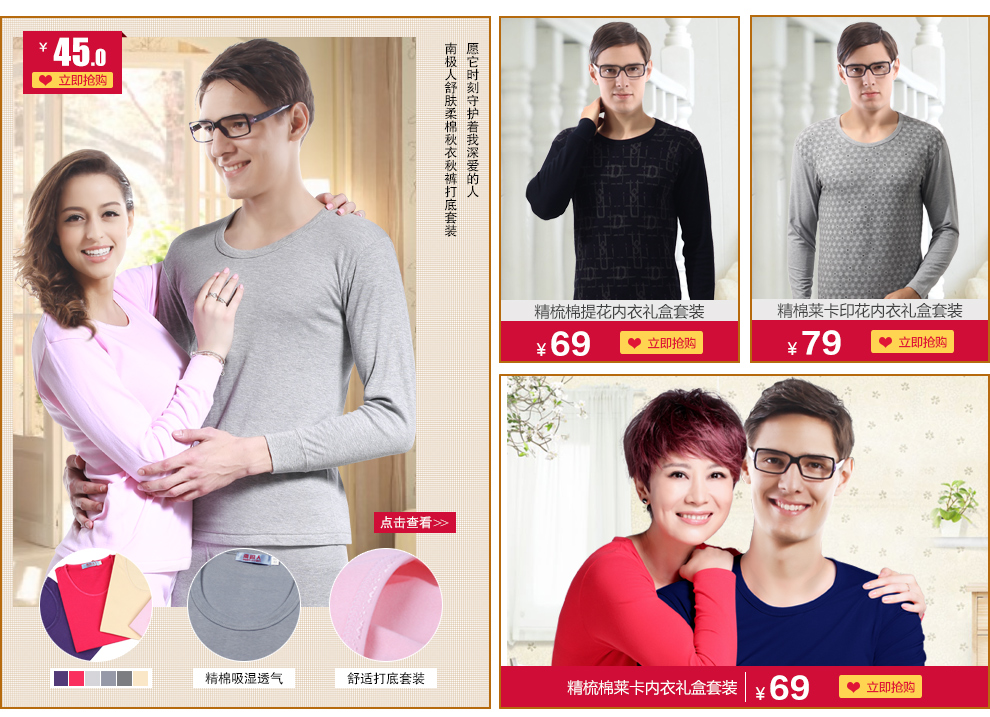 ¥ 45.0
立即抢购
愿它时刻守护着我深爱的人
南极人舒肤柔棉秋衣秋裤打底套装
点击查看>>
南极人
精棉吸湿透气
舒适打底套装
精梳棉提花内衣礼盒套装
¥ 69
立即抢购
精棉莱卡印花内衣礼盒套装
¥ 79
立即抢购
精梳棉莱卡内衣礼盒套装
¥ 69
立即抢购